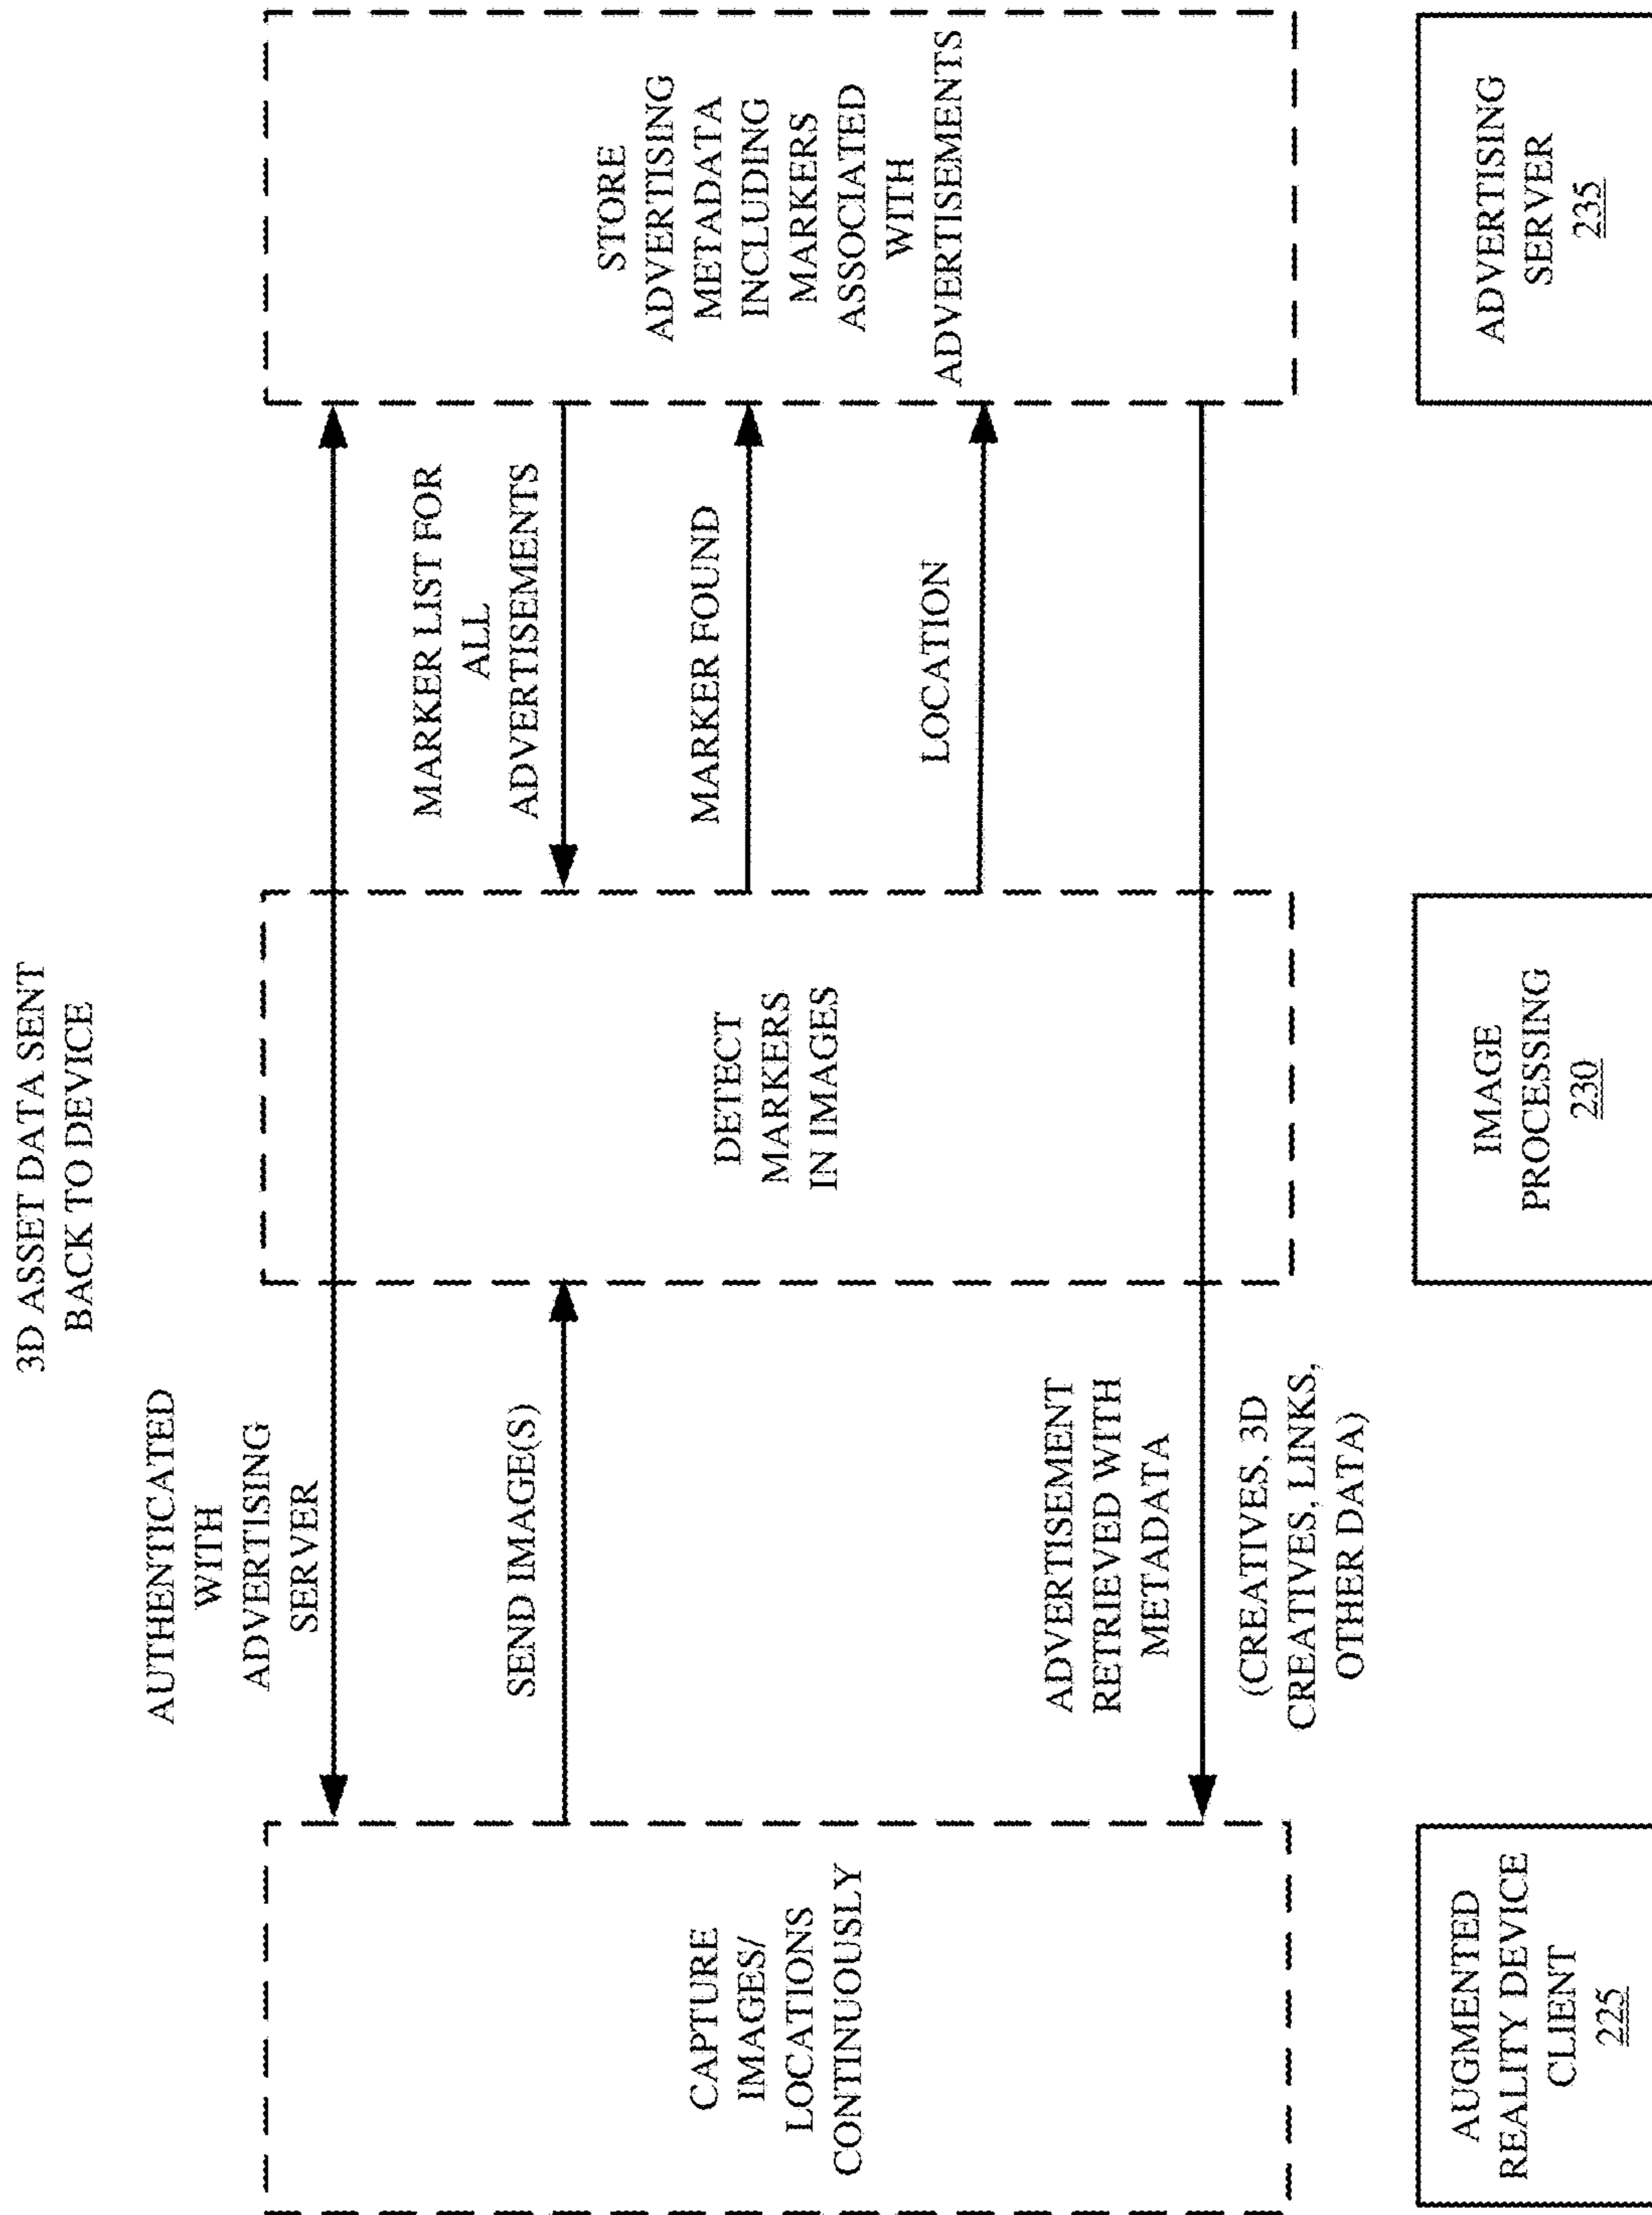 3D ASSET DATA SENT
BACK TO DEVICE
AUTHENTICATED
WITH
ADVERTISING
SERVER
MARKER LIST FOR
ALL
ADVERTISEMENTS
SEND IMAGE(S)
MARKER FOUND
LOCATION
ADVERTISEMENT
RETRIEVED WITH
METADATA
(CREATIVES, 3D
CREATIVES, LINKS,
OTHER DATA)
CAPTURE
IMAGES/
LOCATIONS
CONTINUOUSLY
DETECT
MARKERS
IN IMAGES
STORE
ADVERTISING
METADATA
INCLUDING
MARKERS
ASSOCIATED
WITH
ADVERTISEMENTS
AUGMENTED
REALITY DEVICE
CLIENT
225
IMAGE
PROCESSING
230
ADVERTISING
SERVER
235